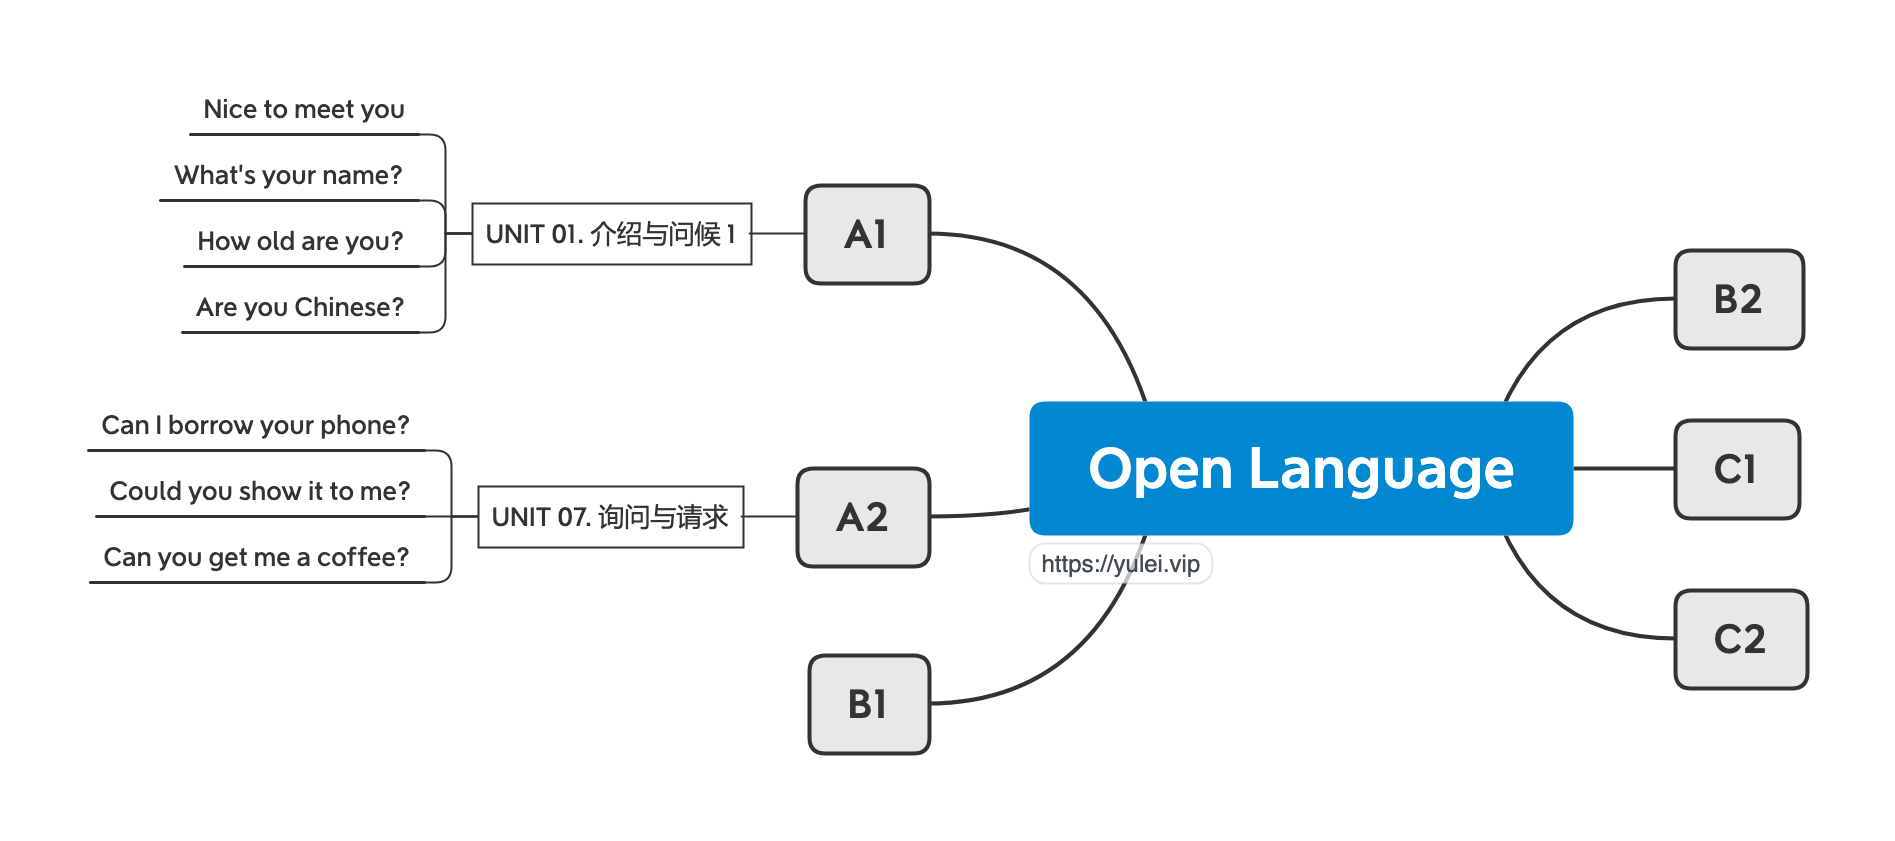 Nice to meet you
What's your name?
How old are you?
Are you Chinese?
UNIT 01. 介绍与问候 1
A1
Can I borrow your phone?
Could you show it to me?
Can you get me a coffee?
UNIT 07. 询问与请求
A2
B1
Open Language
https://yulei.vip
B2
C1
C2